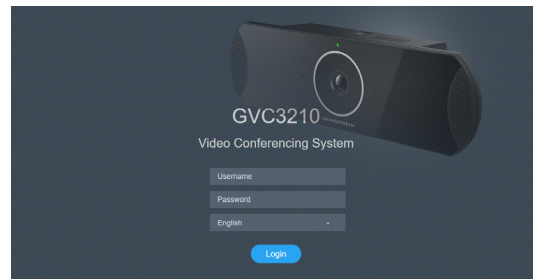 GVC3210
Video Conferencing System
Username
Password
English
Login